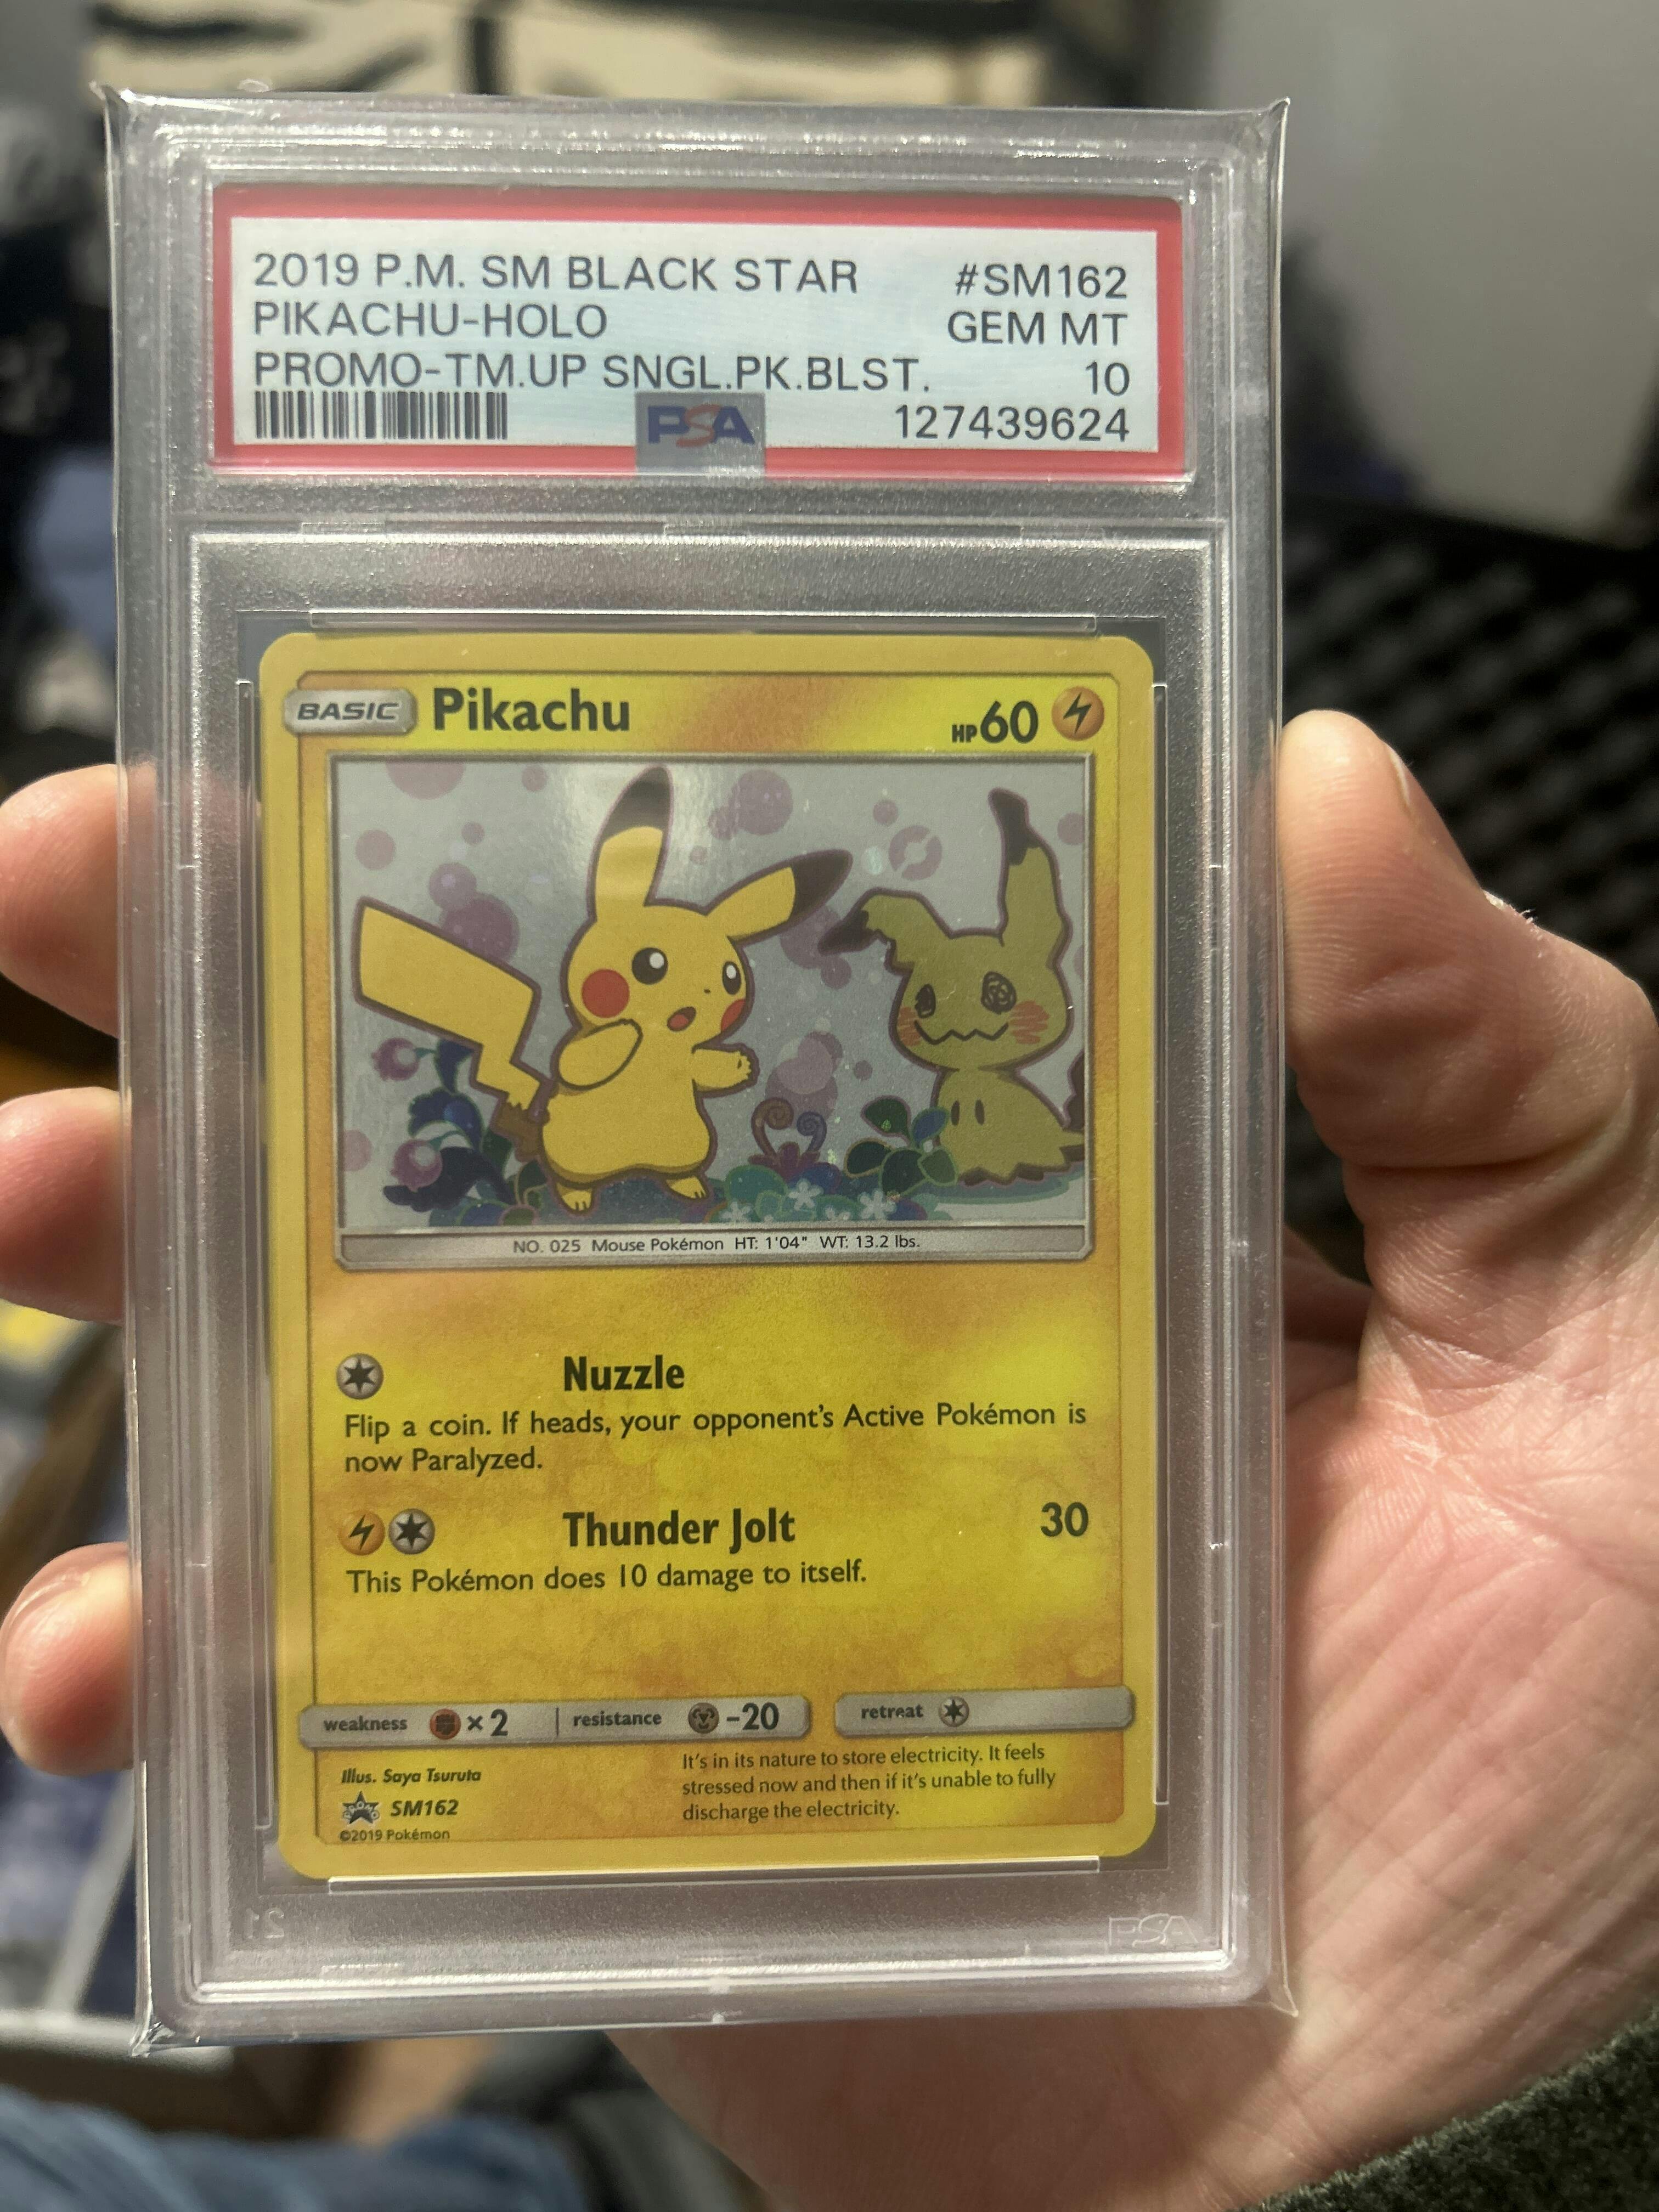 2019 P.M. SM BLACK STAR #SM162
PIKACHU-HOLO GEM MT
PROMO-TM.UP SNGL.PK.BLST. 10
PSA 127439624
BASIC Pikachu HP60
NO. 025 Mouse Pokémon HT: 1'04" WT: 13.2 lbs.
Nuzzle
Flip a coin. If heads, your opponent's Active Pokémon is
now Paralyzed.
Thunder Jolt 30
This Pokémon does 10 damage to itself.
weakness ×2 resistance -20 retreat
It's in its nature to store electricity. It feels
stressed now and then if it's unable to fully
discharge the electricity.
Illus. Saya Tsuruta
PROMO SM162
©2019 Pokémon
21 PSA